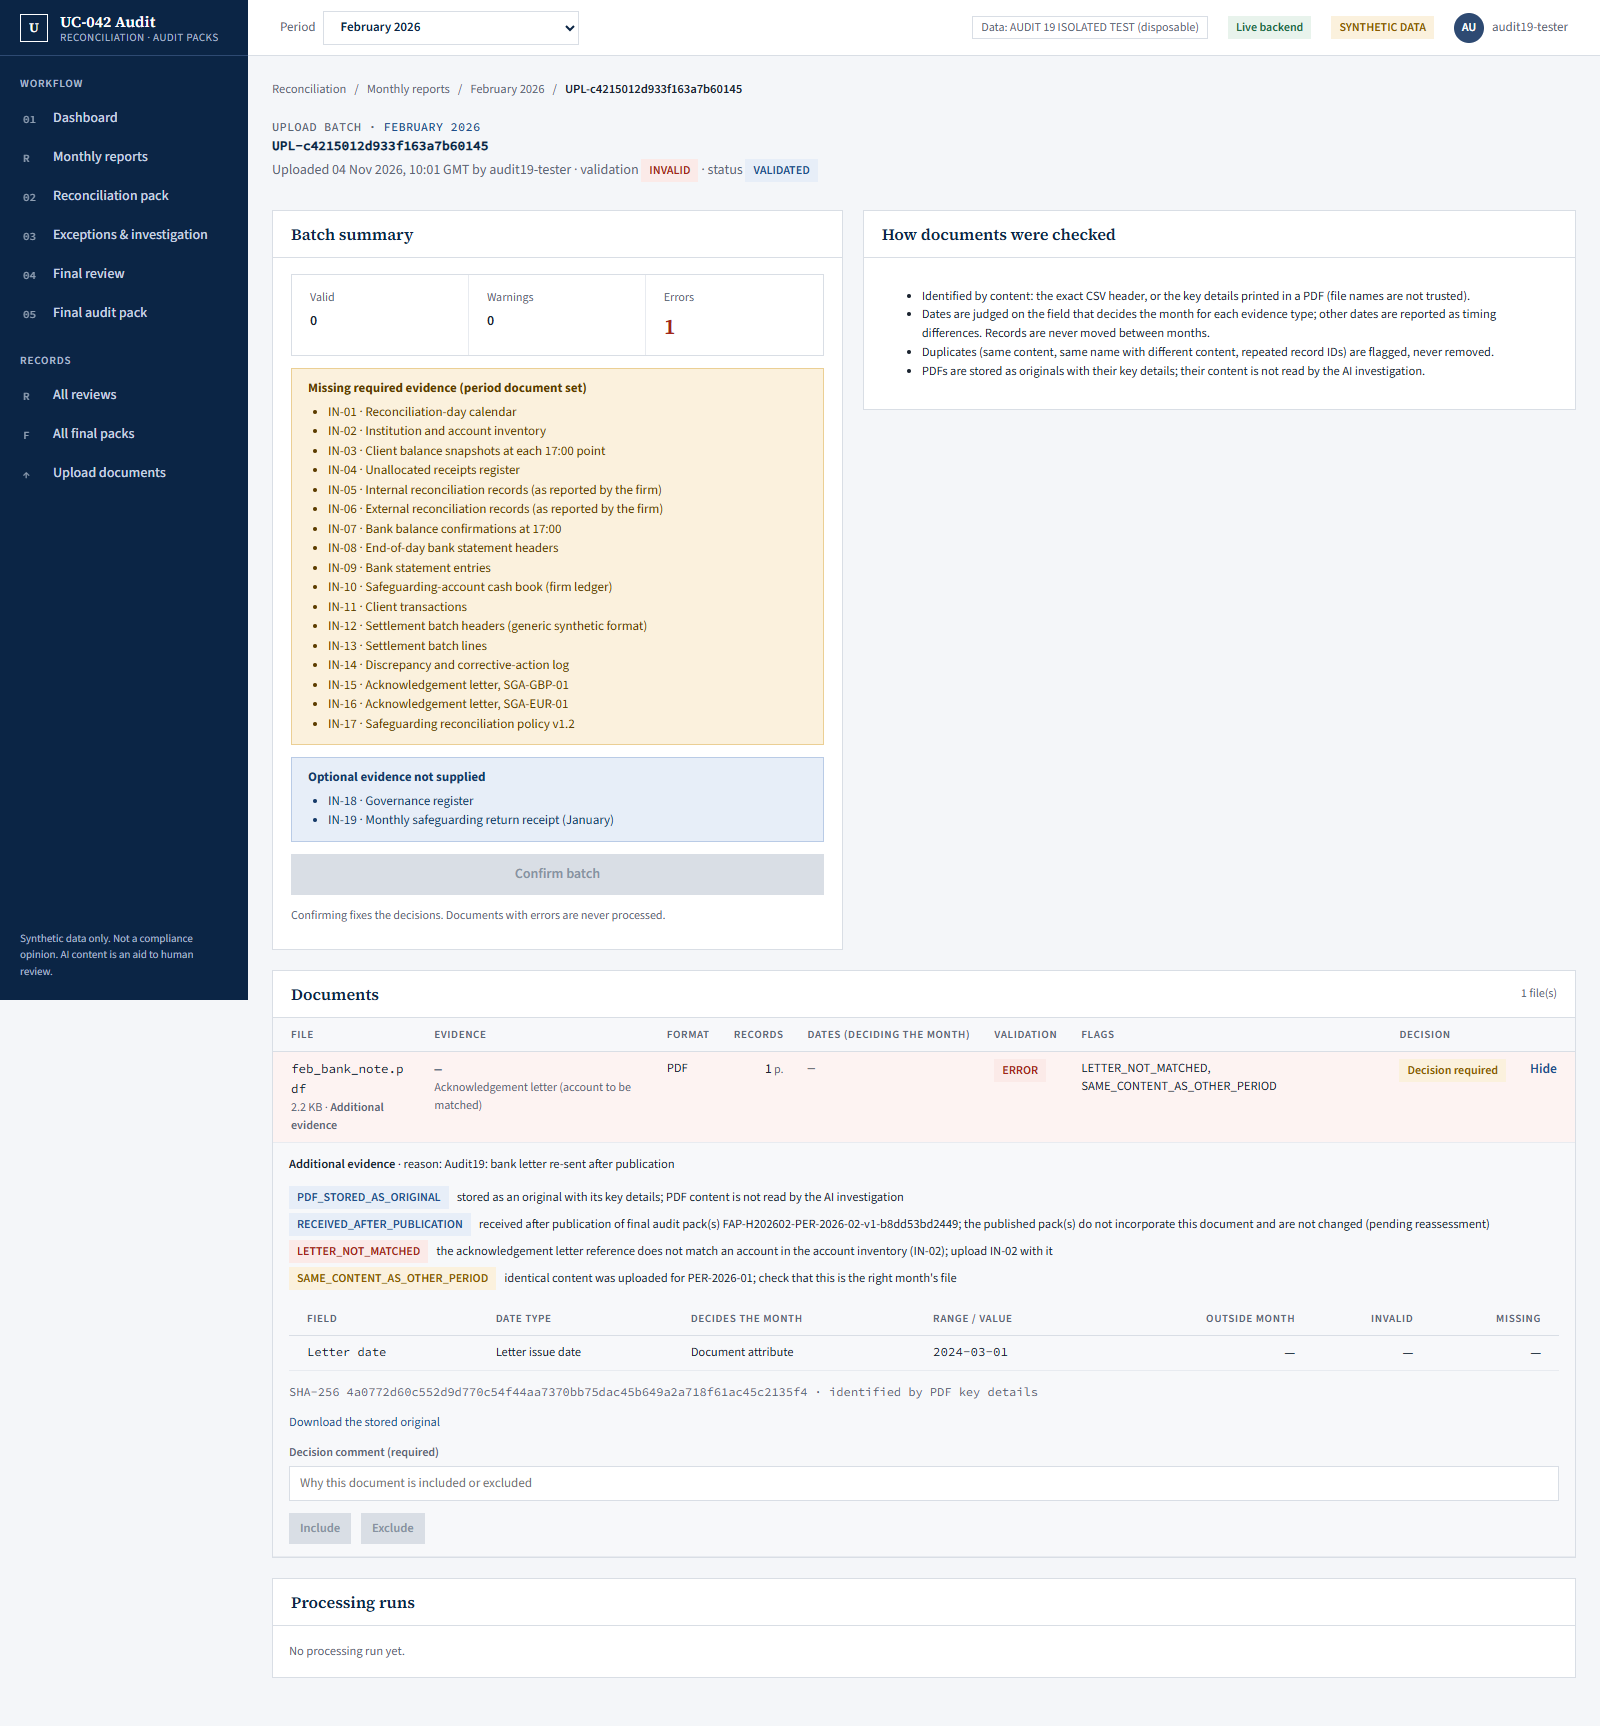 U
UC-042 Audit
RECONCILIATION · AUDIT PACKS
Period
February 2026
Data: AUDIT 19 ISOLATED TEST (disposable)
Live backend
SYNTHETIC DATA
AU
audit19-tester
WORKFLOW
01 Dashboard
R Monthly reports
02 Reconciliation pack
03 Exceptions & investigation
04 Final review
05 Final audit pack
RECORDS
R All reviews
F All final packs
↑ Upload documents
Synthetic data only. Not a compliance
opinion. AI content is an aid to human
review.
Reconciliation / Monthly reports / February 2026 / UPL-c4215012d933f163a7b60145
UPLOAD BATCH · FEBRUARY 2026
UPL-c4215012d933f163a7b60145
Uploaded 04 Nov 2026, 10:01 GMT by audit19-tester · validation INVALID · status VALIDATED
Batch summary
Valid
0
Warnings
0
Errors
1
Missing required evidence (period document set)
• IN-01 · Reconciliation-day calendar
• IN-02 · Institution and account inventory
• IN-03 · Client balance snapshots at each 17:00 point
• IN-04 · Unallocated receipts register
• IN-05 · Internal reconciliation records (as reported by the firm)
• IN-06 · External reconciliation records (as reported by the firm)
• IN-07 · Bank balance confirmations at 17:00
• IN-08 · End-of-day bank statement headers
• IN-09 · Bank statement entries
• IN-10 · Safeguarding-account cash book (firm ledger)
• IN-11 · Client transactions
• IN-12 · Settlement batch headers (generic synthetic format)
• IN-13 · Settlement batch lines
• IN-14 · Discrepancy and corrective-action log
• IN-15 · Acknowledgement letter, SGA-GBP-01
• IN-16 · Acknowledgement letter, SGA-EUR-01
• IN-17 · Safeguarding reconciliation policy v1.2
Optional evidence not supplied
• IN-18 · Governance register
• IN-19 · Monthly safeguarding return receipt (January)
Confirm batch
Confirming fixes the decisions. Documents with errors are never processed.
How documents were checked
• Identified by content: the exact CSV header, or the key details printed in a PDF (file names are not trusted).
• Dates are judged on the field that decides the month for each evidence type; other dates are reported as timing
differences. Records are never moved between months.
• Duplicates (same content, same name with different content, repeated record IDs) are flagged, never removed.
• PDFs are stored as originals with their key details; their content is not read by the AI investigation.
Documents
1 file(s)
FILE EVIDENCE FORMAT RECORDS DATES (DECIDING THE MONTH) VALIDATION FLAGS DECISION
feb_bank_note.p
df
2.2 KB · Additional
evidence
—
Acknowledgement letter (account to be
matched)
PDF
1 p.
—
ERROR
LETTER_NOT_MATCHED,
SAME_CONTENT_AS_OTHER_PERIOD
Decision required
Hide
Additional evidence · reason: Audit19: bank letter re-sent after publication
PDF_STORED_AS_ORIGINAL stored as an original with its key details; PDF content is not read by the AI investigation
RECEIVED_AFTER_PUBLICATION received after publication of final audit pack(s) FAP-H202602-PER-2026-02-v1-b8dd53bd2449; the published pack(s) do not incorporate this document and are not changed (pending reassessment)
LETTER_NOT_MATCHED the acknowledgement letter reference does not match an account in the account inventory (IN-02); upload IN-02 with it
SAME_CONTENT_AS_OTHER_PERIOD identical content was uploaded for PER-2026-01; check that this is the right month's file
FIELD DATE TYPE DECIDES THE MONTH RANGE / VALUE OUTSIDE MONTH INVALID MISSING
Letter date Letter issue date Document attribute 2024-03-01 — — —
SHA-256 4a0772d60c552d9d770c54f44aa7370bb75dac45b649a2a718f61ac45c2135f4 · identified by PDF key details
Download the stored original
Decision comment (required)
Why this document is included or excluded
Include
Exclude
Processing runs
No processing run yet.